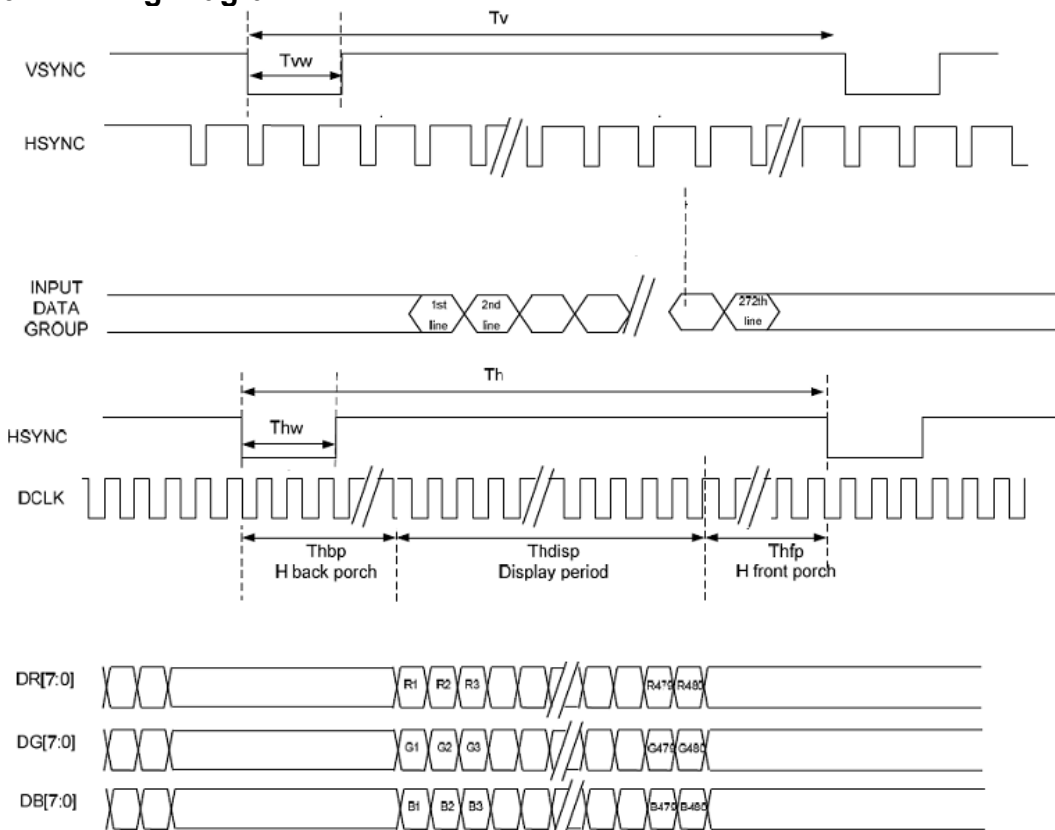 Tv
Tvw
VSYNC
HSYNC
INPUT
DATA
GROUP
1st
line
2nd
line
272th
line
Th
Thw
HSYNC
DCLK
Thbp
H back porch
Thdisp
Display period
Thfp
H front porch
DR[7:0]
R1 R2 R3 R479 R480
DG[7:0]
G1 G2 G3 G479 G480
DB[7:0]
B1 B2 B3 B479 B480